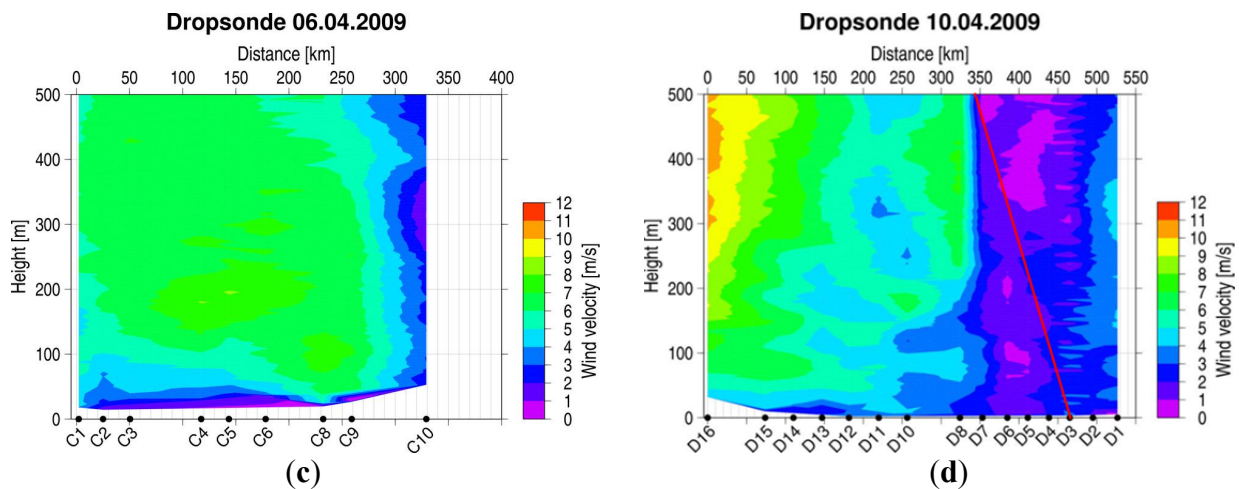 Dropsonde 06.04.2009
Distance [km]
0 50 100 150 200 250 300 400
500
400
300
200
100
0
Height [m]
C1 C2 C3 C4 C5 C6 C8 C9 C10
12
11
10
9
8
7
6
5
4
3
2
1
0
Wind velocity [m/s]
(c)
Dropsonde 10.04.2009
Distance [km]
0 50 100 150 200 250 300 350 400 450 550
500
400
300
200
100
0
Height [m]
D16 D15 D14 D13 D12 D11 D10 D8 D7 D6 D5 D4 D3 D2 D1
12
11
10
9
8
7
6
5
4
3
2
1
0
Wind velocity [m/s]
(d)